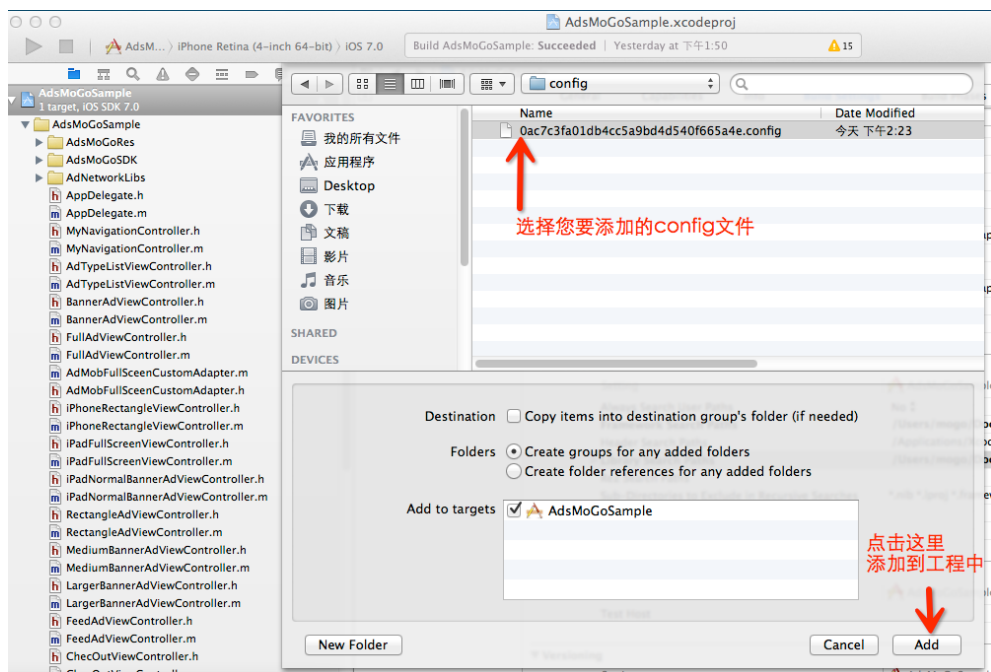 AdsMoGoSample.xcodeproj
AdsM... ⟩ iPhone Retina (4-inch 64-bit) ⟩ iOS 7.0
Build AdsMoGoSample: Succeeded | Yesterday at 下午1:50
15
AdsMoGoSample
1 target, iOS SDK 7.0
AdsMoGoSample
AdsMoGoRes
AdsMoGoSDK
AdNetworkLibs
AppDelegate.h
AppDelegate.m
MyNavigationController.h
MyNavigationController.m
AdTypeListViewController.h
AdTypeListViewController.m
BannerAdViewController.h
BannerAdViewController.m
FullAdViewController.h
FullAdViewController.m
AdMobFullSceenCustomAdapter.m
AdMobFullSceenCustomAdapter.h
iPhoneRectangleViewController.h
iPhoneRectangleViewController.m
iPadFullScreenViewController.h
iPadFullScreenViewController.m
iPadNormalBannerAdViewController.h
iPadNormalBannerAdViewController.m
RectangleAdViewController.h
RectangleAdViewController.m
MediumBannerAdViewController.h
MediumBannerAdViewController.m
LargerBannerAdViewController.h
LargerBannerAdViewController.m
FeedAdViewController.h
FeedAdViewController.m
ChecOutViewController.h
config
FAVORITES
我的所有文件
应用程序
Desktop
下载
文稿
影片
音乐
图片
SHARED
DEVICES
Name
Date Modified
0ac7c3fa01db4cc5a9bd4d540f665a4e.config
今天 下午2:23
选择您要添加的config文件
Destination
Copy items into destination group's folder (if needed)
Folders
Create groups for any added folders
Create folder references for any added folders
Add to targets
AdsMoGoSample
点击这里
添加到工程中
New Folder
Cancel
Add